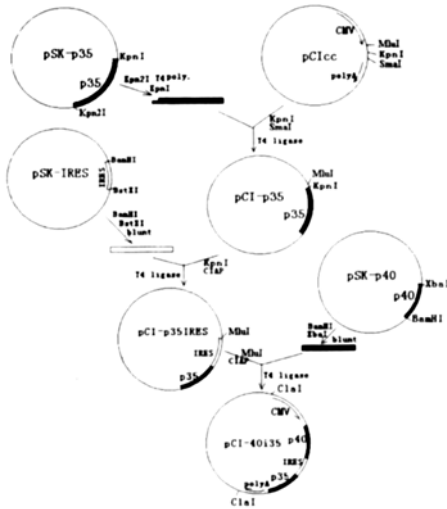 pSK-p35
KpnI
p35
Kpn2I
Kpn2I T4 poly.
KpnI
pCIcc
CMV
MluI
KpnI
SmaI
polyA
KpnI
SmaI
T4 ligase
pSK-IRES
BamHI
IRES
BstXI
BamHI
BstXI
blunt
pCI-p35
MluI
KpnI
p35
KpnI
CIAP
T4 ligase
pSK-p40
XbaI
p40
BamHI
BamHI
XbaI blunt
pCI-p35IRES
MluI
IRES
p35
MluI
CIAP
T4 ligase
ClaI
CMV
pCI-40i35
p40
IRES
p35
polyA
ClaI